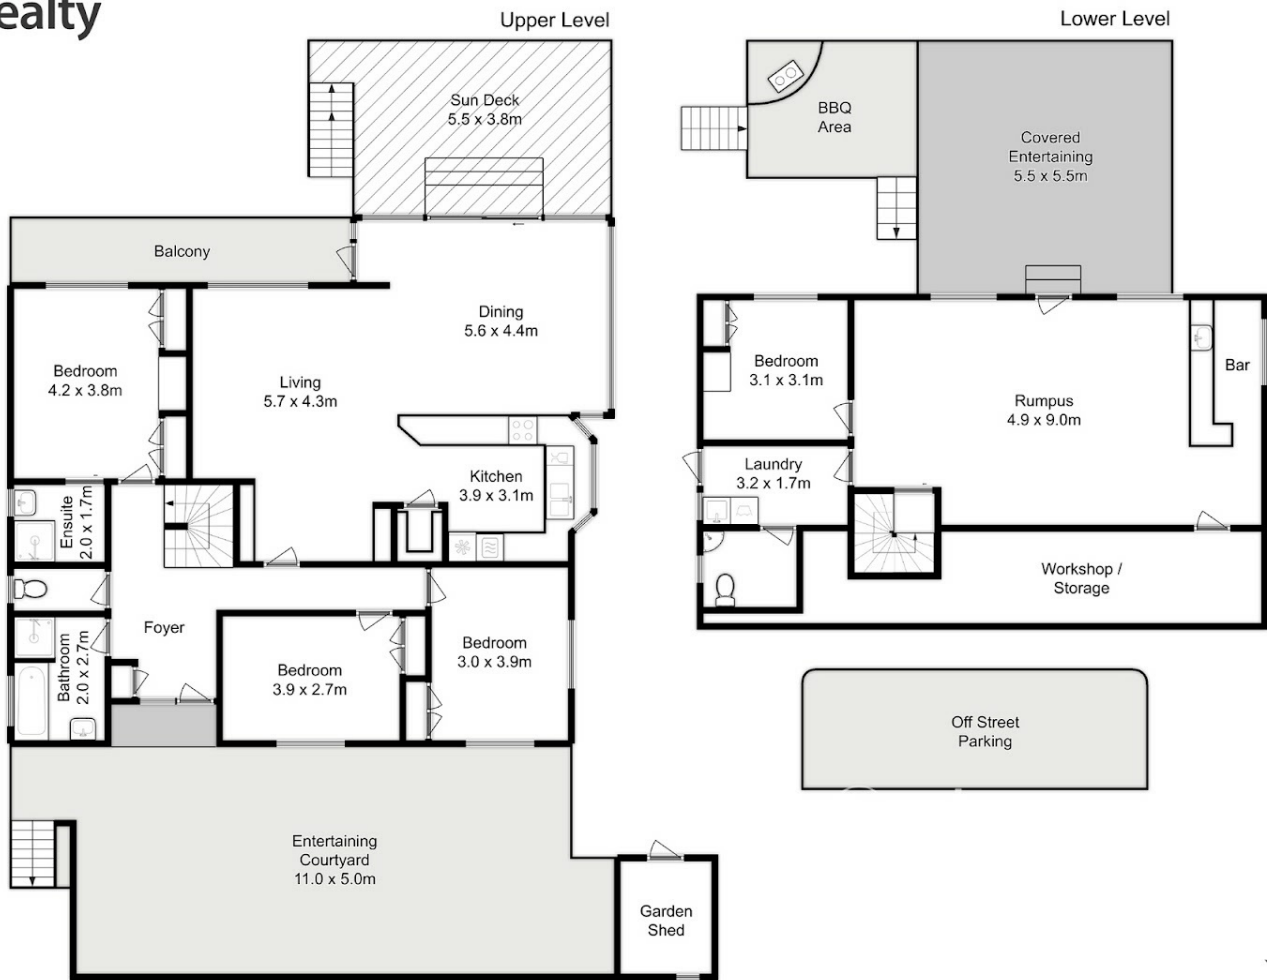 ealty
Upper Level
Sun Deck
5.5 x 3.8m
Balcony
Dining
5.6 x 4.4m
Bedroom
4.2 x 3.8m
Living
5.7 x 4.3m
Kitchen
3.9 x 3.1m
Ensuite
2.0 x 1.7m
Foyer
Bathroom
2.0 x 2.7m
Bedroom
3.9 x 2.7m
Bedroom
3.0 x 3.9m
Entertaining
Courtyard
11.0 x 5.0m
Garden
Shed
Lower Level
BBQ
Area
Covered
Entertaining
5.5 x 5.5m
Bedroom
3.1 x 3.1m
Rumpus
4.9 x 9.0m
Bar
Laundry
3.2 x 1.7m
Workshop /
Storage
Off Street
Parking